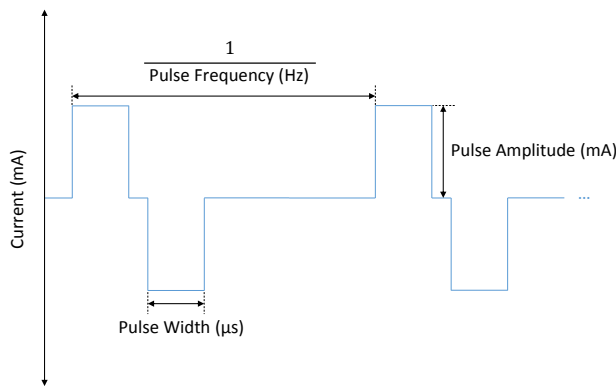 1
Pulse Frequency (Hz)
Pulse Amplitude (mA)
Current (mA)
...
Pulse Width (μs)